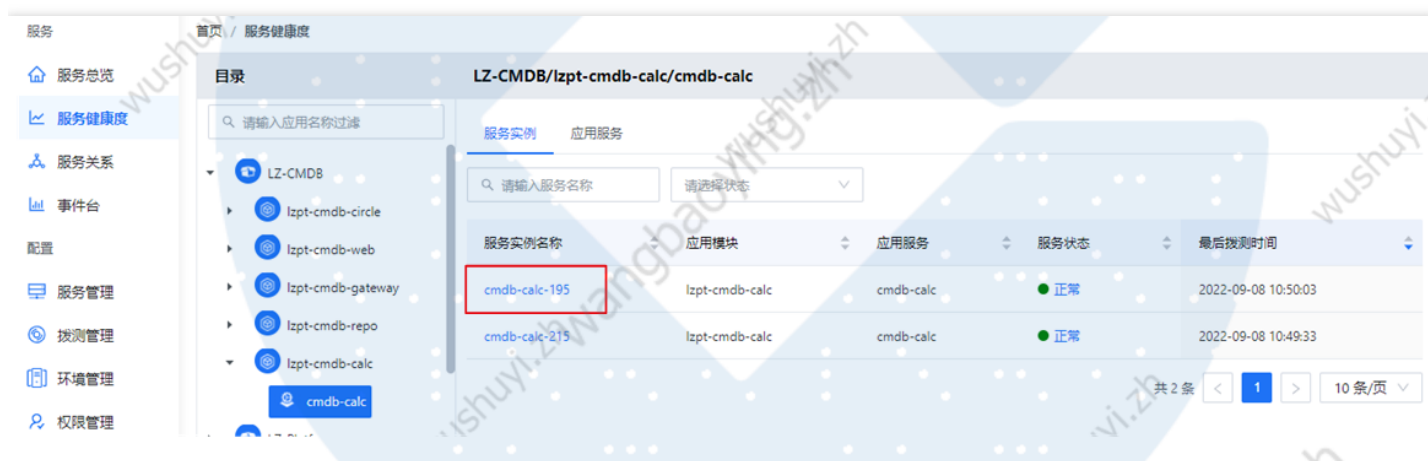 服务
服务总览
服务健康度
服务关系
事件台
配置
服务管理
拨测管理
环境管理
权限管理
首页 / 服务健康度
目录
请输入应用名称过滤
LZ-CMDB
lzpt-cmdb-circle
lzpt-cmdb-web
lzpt-cmdb-gateway
lzpt-cmdb-repo
lzpt-cmdb-calc
cmdb-calc
LZ-CMDB/lzpt-cmdb-calc/cmdb-calc
服务实例 应用服务
请输入服务名称 请选择状态
服务实例名称 应用模块 应用服务 服务状态 最后拨测时间
cmdb-calc-195 lzpt-cmdb-calc cmdb-calc 正常 2022-09-08 10:50:03
cmdb-calc-215 lzpt-cmdb-calc cmdb-calc 正常 2022-09-08 10:49:33
共 2 条 < 1 > 10 条/页